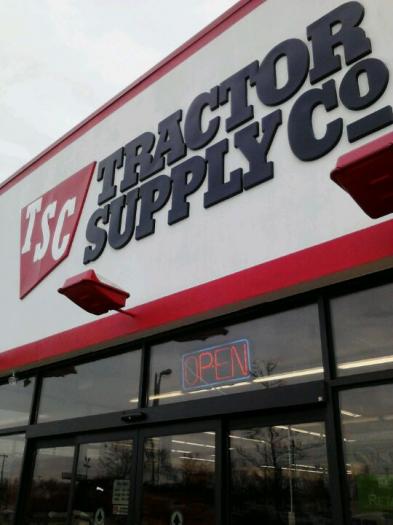 TSC
TRACTOR
SUPPLY CO
OPEN